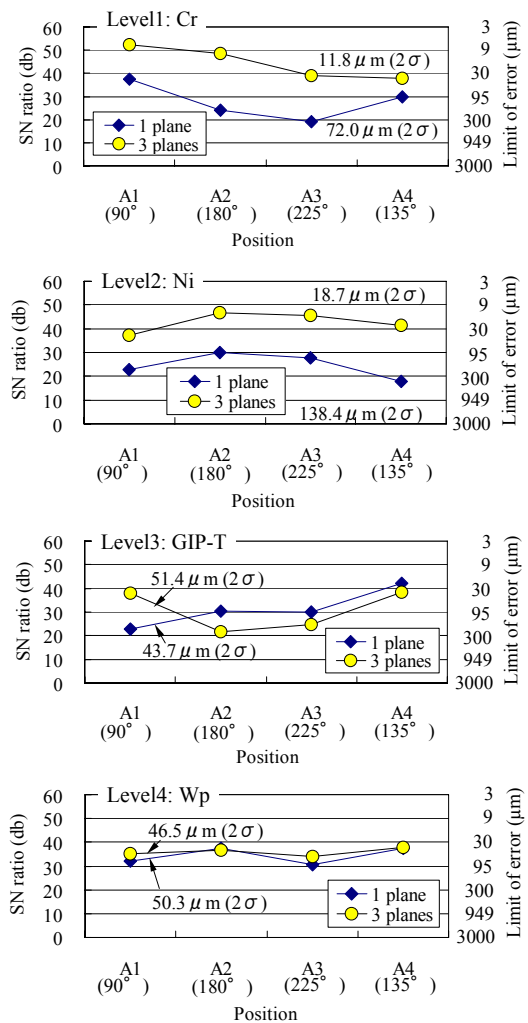 Level1: Cr
SN ratio (db)
60
50
40
30
20
10
0
3
9
30
95
300
949
3000
Limit of error (μm)
11.8 μm (2σ)
72.0 μm (2σ)
1 plane
3 planes
A1 A2 A3 A4
(90° ) (180° ) (225° ) (135° )
Position
Level2: Ni
SN ratio (db)
60
50
40
30
20
10
0
3
9
30
95
300
949
3000
Limit of error (μm)
18.7 μm (2σ)
138.4 μm (2σ)
1 plane
3 planes
A1 A2 A3 A4
(90° ) (180° ) (225° ) (135° )
Position
Level3: GIP-T
SN ratio (db)
60
50
40
30
20
10
0
3
9
30
95
300
949
3000
Limit of error (μm)
51.4 μm (2σ)
43.7 μm (2σ)
1 plane
3 planes
A1 A2 A3 A4
(90° ) (180° ) (225° ) (135° )
Position
Level4: Wp
SN ratio (db)
60
50
40
30
20
10
0
3
9
30
95
300
949
3000
Limit of error (μm)
46.5 μm (2σ)
50.3 μm (2σ)
1 plane
3 planes
A1 A2 A3 A4
(90° ) (180° ) (225° ) (135° )
Position